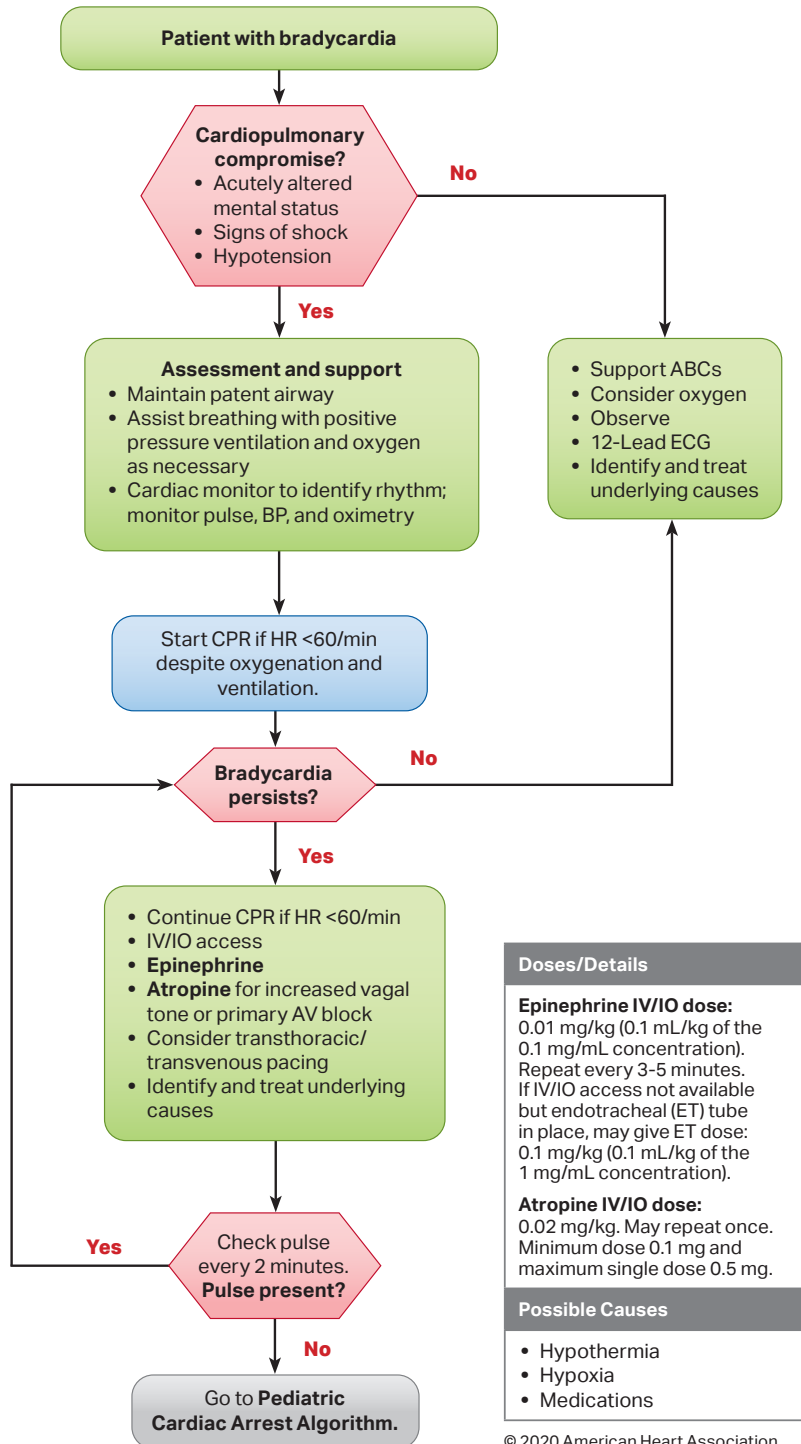 Patient with bradycardia
Cardiopulmonary
compromise?
• Acutely altered
mental status
• Signs of shock
• Hypotension
No
Yes
Assessment and support
• Maintain patent airway
• Assist breathing with positive
pressure ventilation and oxygen
as necessary
• Cardiac monitor to identify rhythm;
monitor pulse, BP, and oximetry
• Support ABCs
• Consider oxygen
• Observe
• 12-Lead ECG
• Identify and treat
underlying causes
Start CPR if HR <60/min
despite oxygenation and
ventilation.
Bradycardia
persists?
No
Yes
• Continue CPR if HR <60/min
• IV/IO access
• Epinephrine
• Atropine for increased vagal
tone or primary AV block
• Consider transthoracic/
transvenous pacing
• Identify and treat underlying
causes
Check pulse
every 2 minutes.
Pulse present?
Yes
No
Go to Pediatric
Cardiac Arrest Algorithm.
Doses/Details
Epinephrine IV/IO dose:
0.01 mg/kg (0.1 mL/kg of the
0.1 mg/mL concentration).
Repeat every 3-5 minutes.
If IV/IO access not available
but endotracheal (ET) tube
in place, may give ET dose:
0.1 mg/kg (0.1 mL/kg of the
1 mg/mL concentration).
Atropine IV/IO dose:
0.02 mg/kg. May repeat once.
Minimum dose 0.1 mg and
maximum single dose 0.5 mg.
Possible Causes
• Hypothermia
• Hypoxia
• Medications
© 2020 American Heart Association